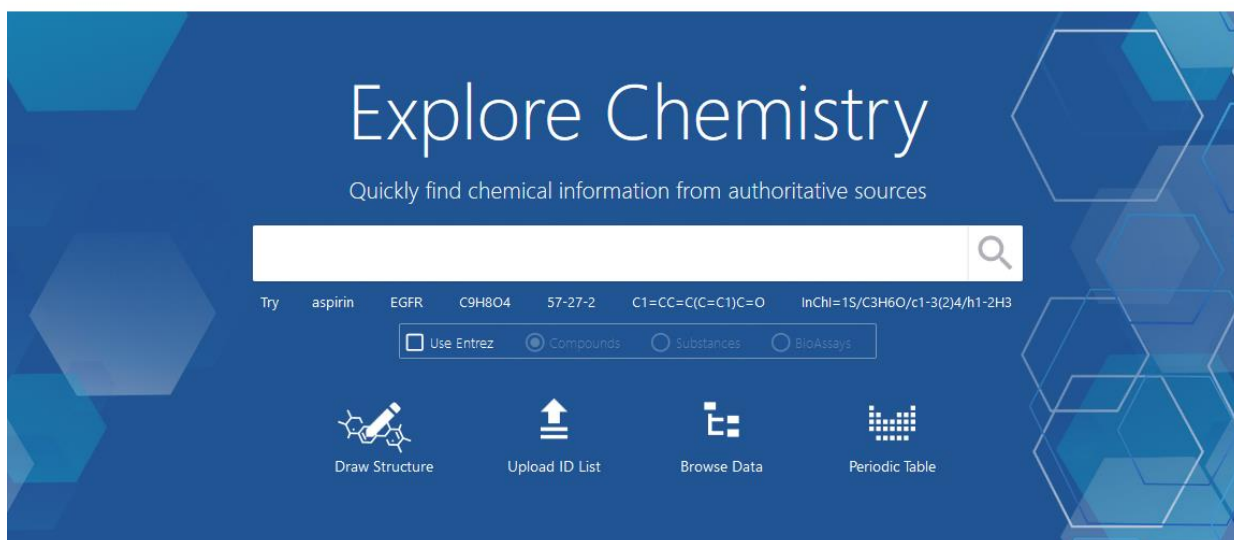 Explore Chemistry
Quickly find chemical information from authoritative sources
Try aspirin EGFR C9H8O4 57-27-2 C1=CC=C(C=C1)C=O InChI=1S/C3H6O/c1-3(2)4/h1-2H3
Use Entrez Compounds Substances BioAssays
Draw Structure Upload ID List Browse Data Periodic Table